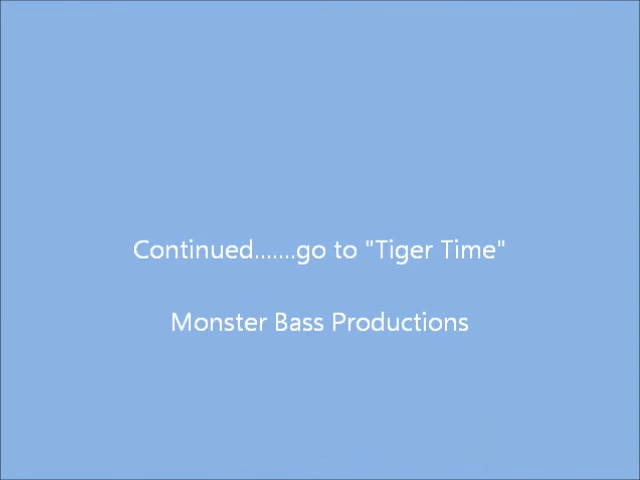 Continued.......go to "Tiger Time"
Monster Bass Productions